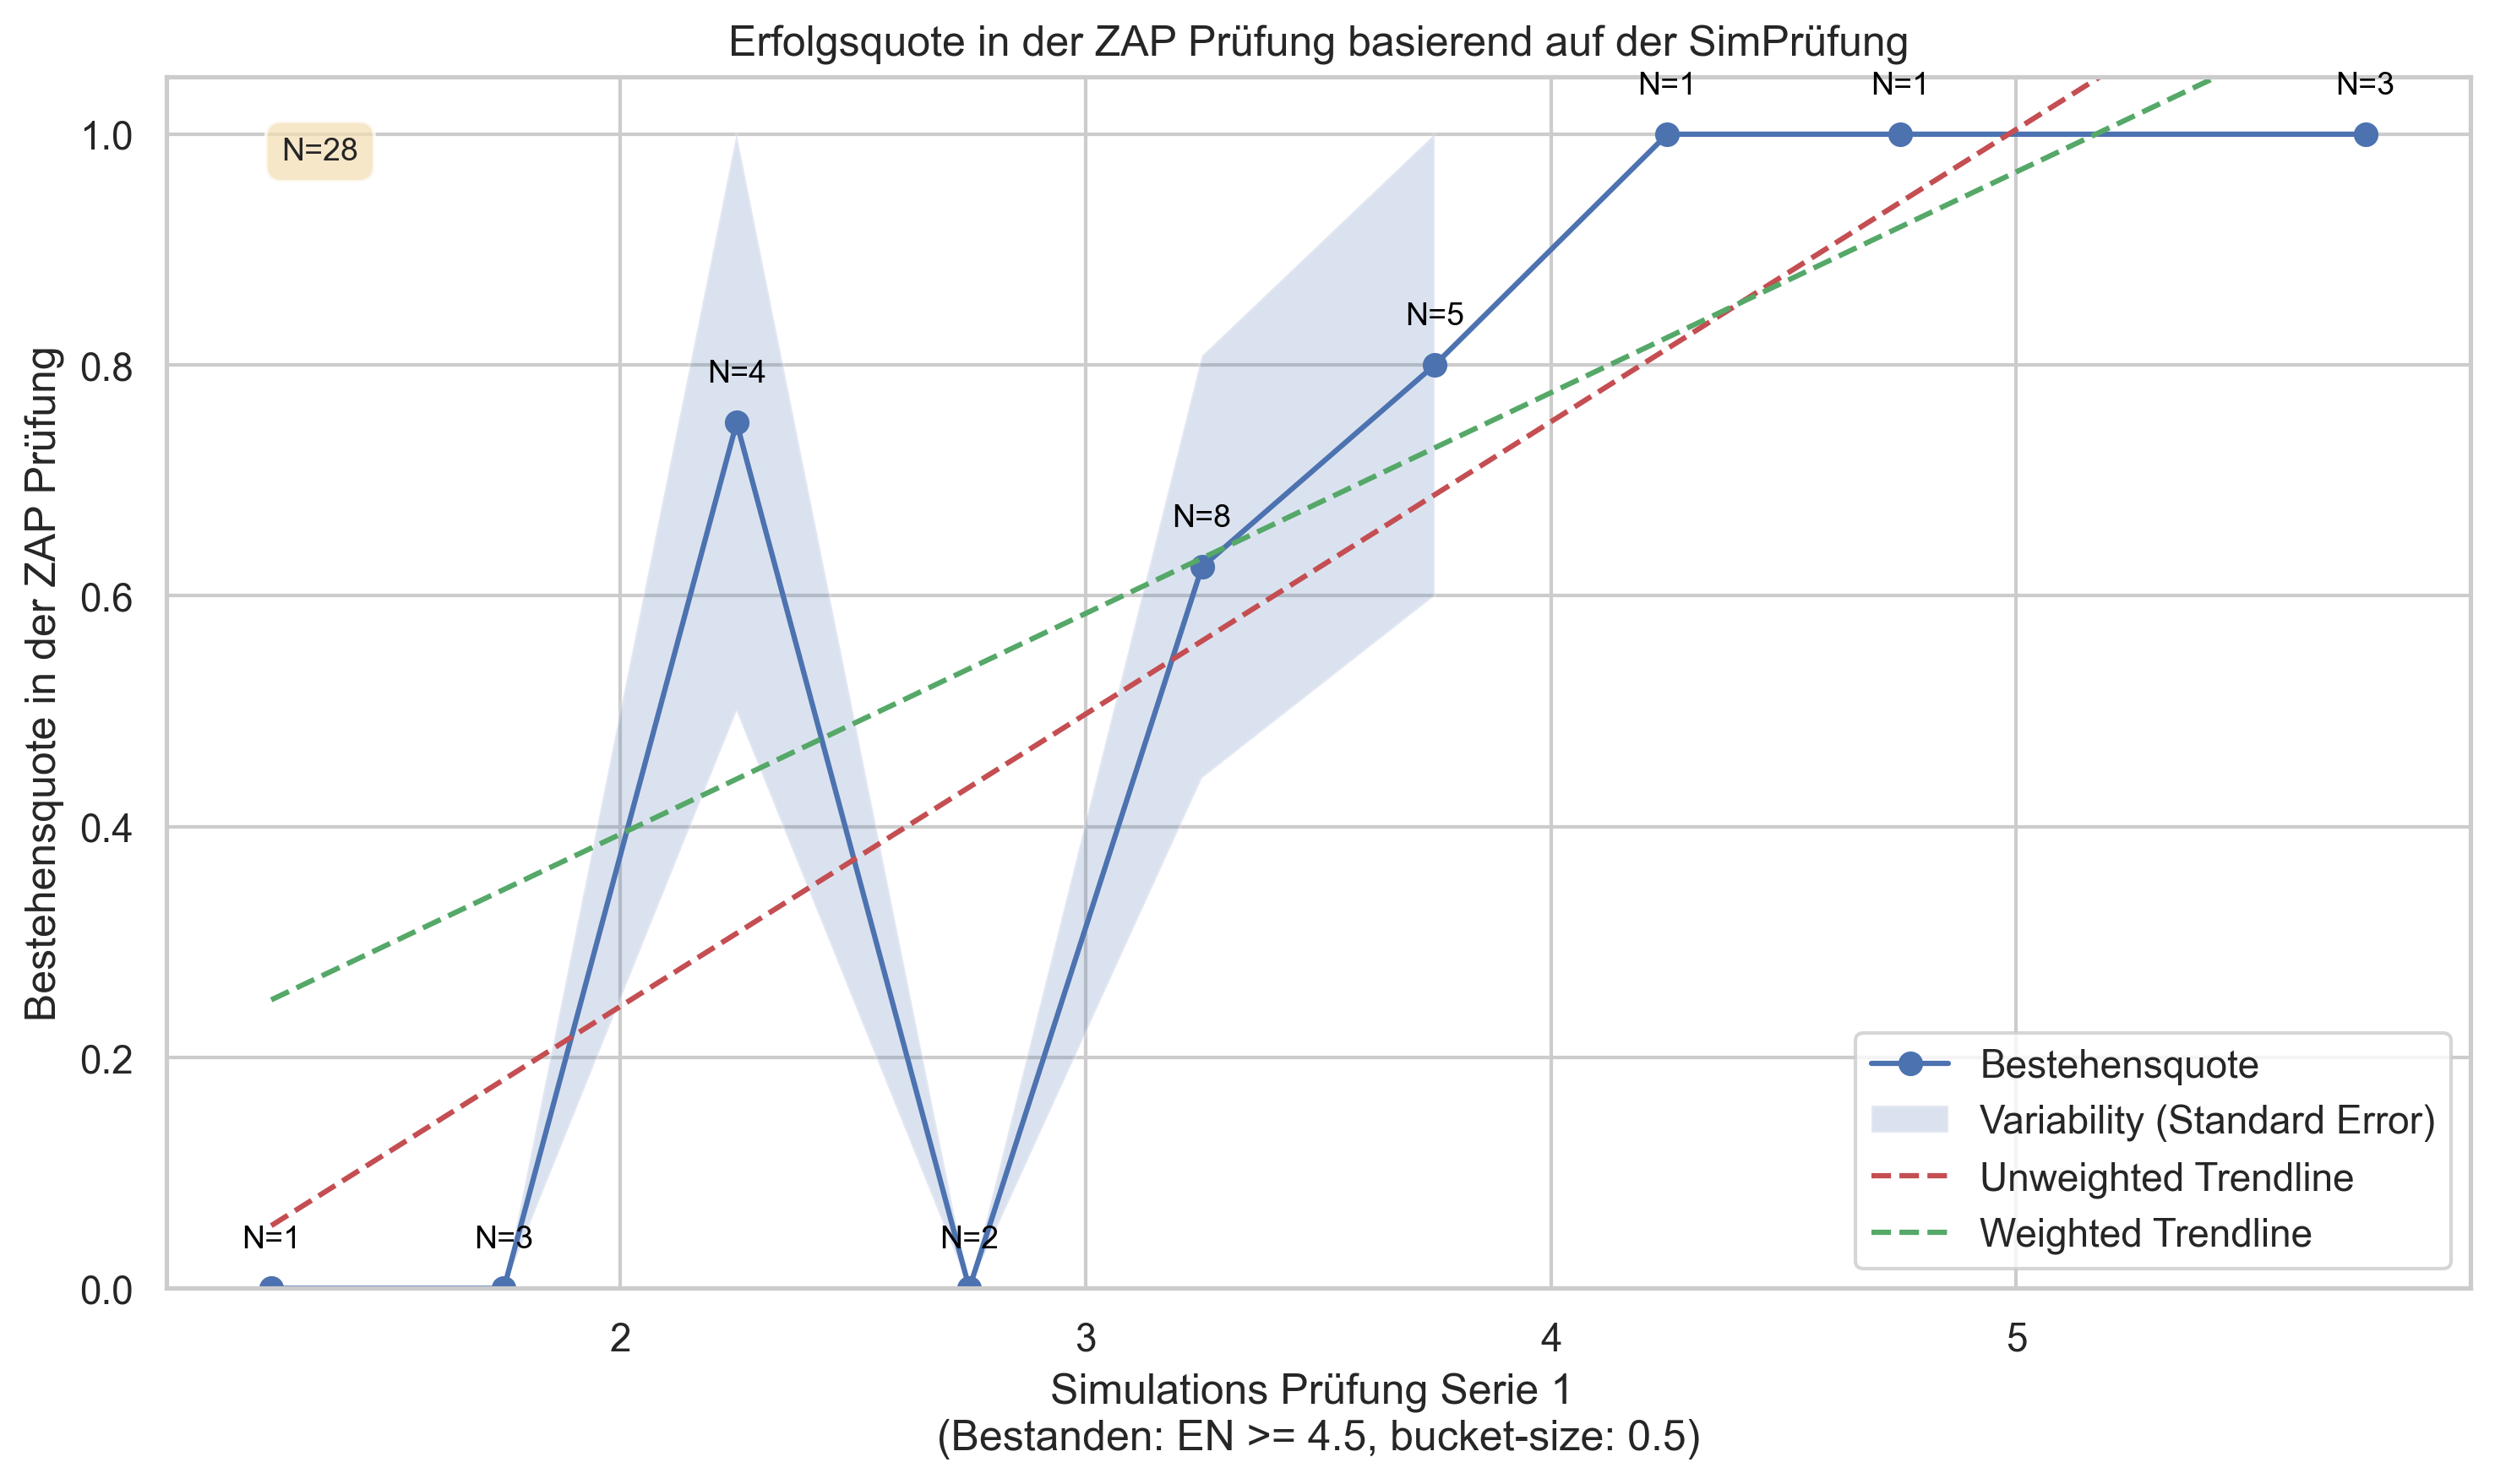 Erfolgsquote in der ZAP Prüfung basierend auf der SimPrüfung
N=28
N=1
N=3
N=4
N=2
N=8
N=5
N=1
N=1
N=3
1.0
0.8
0.6
0.4
0.2
0.0
Bestehensquote in der ZAP Prüfung
2
3
4
5
Simulations Prüfung Serie 1
(Bestanden: EN >= 4.5, bucket-size: 0.5)
Bestehensquote
Variability (Standard Error)
Unweighted Trendline
Weighted Trendline